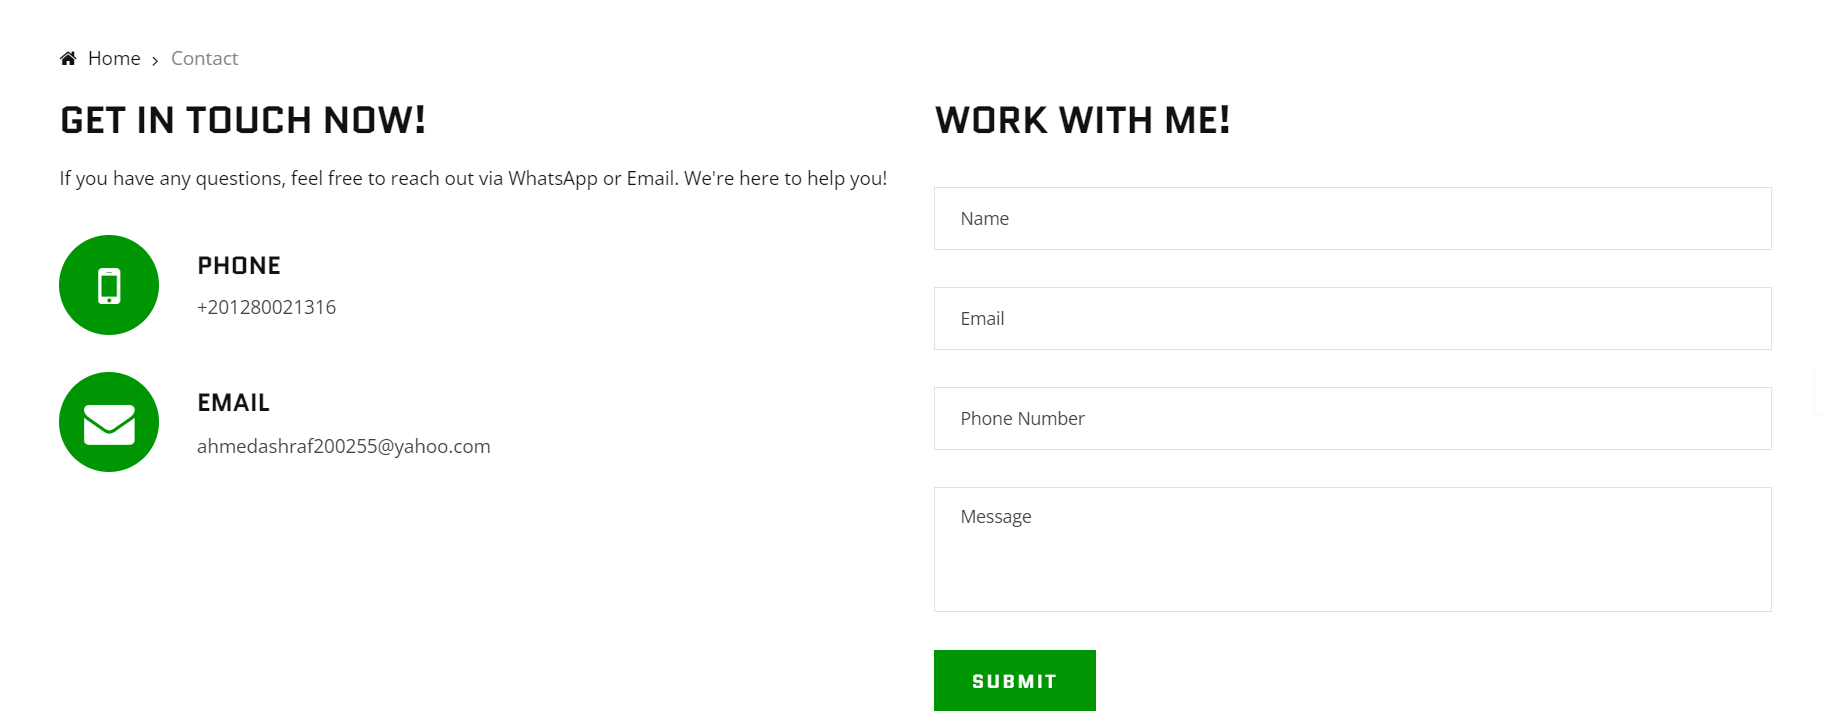 Home › Contact
GET IN TOUCH NOW!
If you have any questions, feel free to reach out via WhatsApp or Email. We're here to help you!
PHONE
+201280021316
EMAIL
ahmedashraf200255@yahoo.com
WORK WITH ME!
Name
Email
Phone Number
Message
SUBMIT